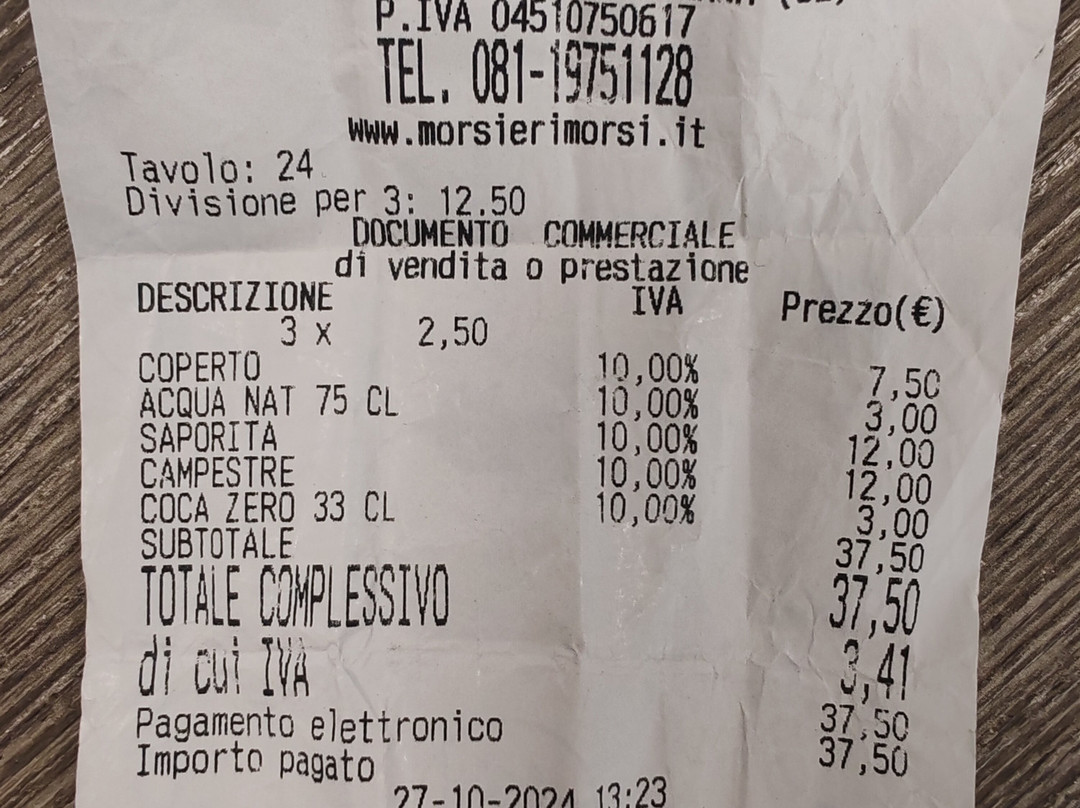 P.IVA 04510750617
TEL. 081-19751128
www.morsierimorsi.it
Tavolo: 24
Divisione per 3: 12.50
DOCUMENTO COMMERCIALE
di vendita o prestazione
DESCRIZIONE IVA Prezzo(€)
3 x 2,50
COPERTO 10,00% 7,50
ACQUA NAT 75 CL 10,00% 3,00
SAPORITA 10,00% 12,00
CAMPESTRE 10,00% 12,00
COCA ZERO 33 CL 10,00% 3,00
SUBTOTALE 37,50
TOTALE COMPLESSIVO 37,50
di cui IVA 3,41
Pagamento elettronico 37,50
Importo pagato 37,50
27-10-2024 13:23